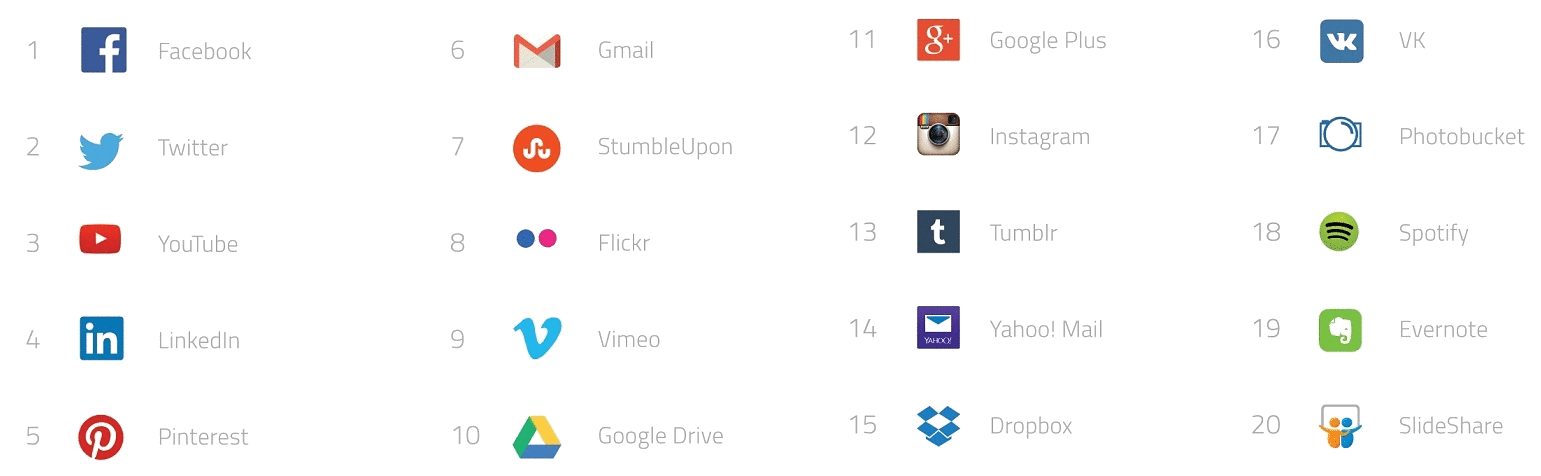 1 Facebook
2 Twitter
3 YouTube
4 in LinkedIn
5 Pinterest
6 Gmail
7 StumbleUpon
8 Flickr
9 Vimeo
10 Google Drive
11 g+ Google Plus
12 Instagram
13 t Tumblr
14 YAHOO! Yahoo! Mail
15 Dropbox
16 VK
17 Photobucket
18 Spotify
19 Evernote
20 SlideShare